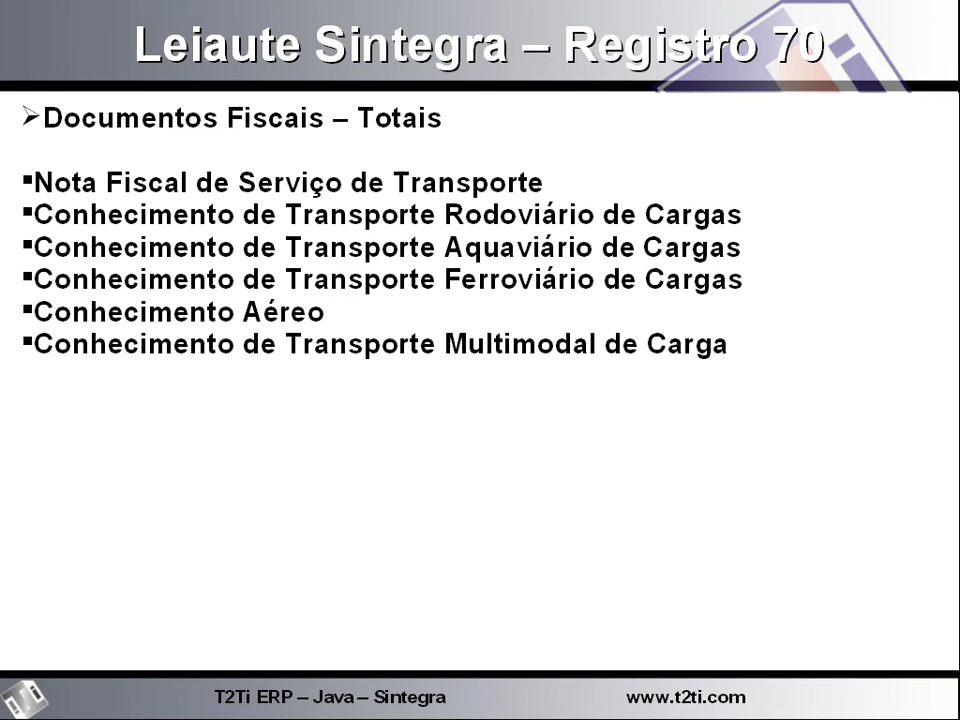 Leiaute Sintegra – Registro 70
➢Documentos Fiscais – Totais
▪Nota Fiscal de Serviço de Transporte
▪Conhecimento de Transporte Rodoviário de Cargas
▪Conhecimento de Transporte Aquaviário de Cargas
▪Conhecimento de Transporte Ferroviário de Cargas
▪Conhecimento Aéreo
▪Conhecimento de Transporte Multimodal de Carga
T2Ti ERP – Java – Sintegra www.t2ti.com